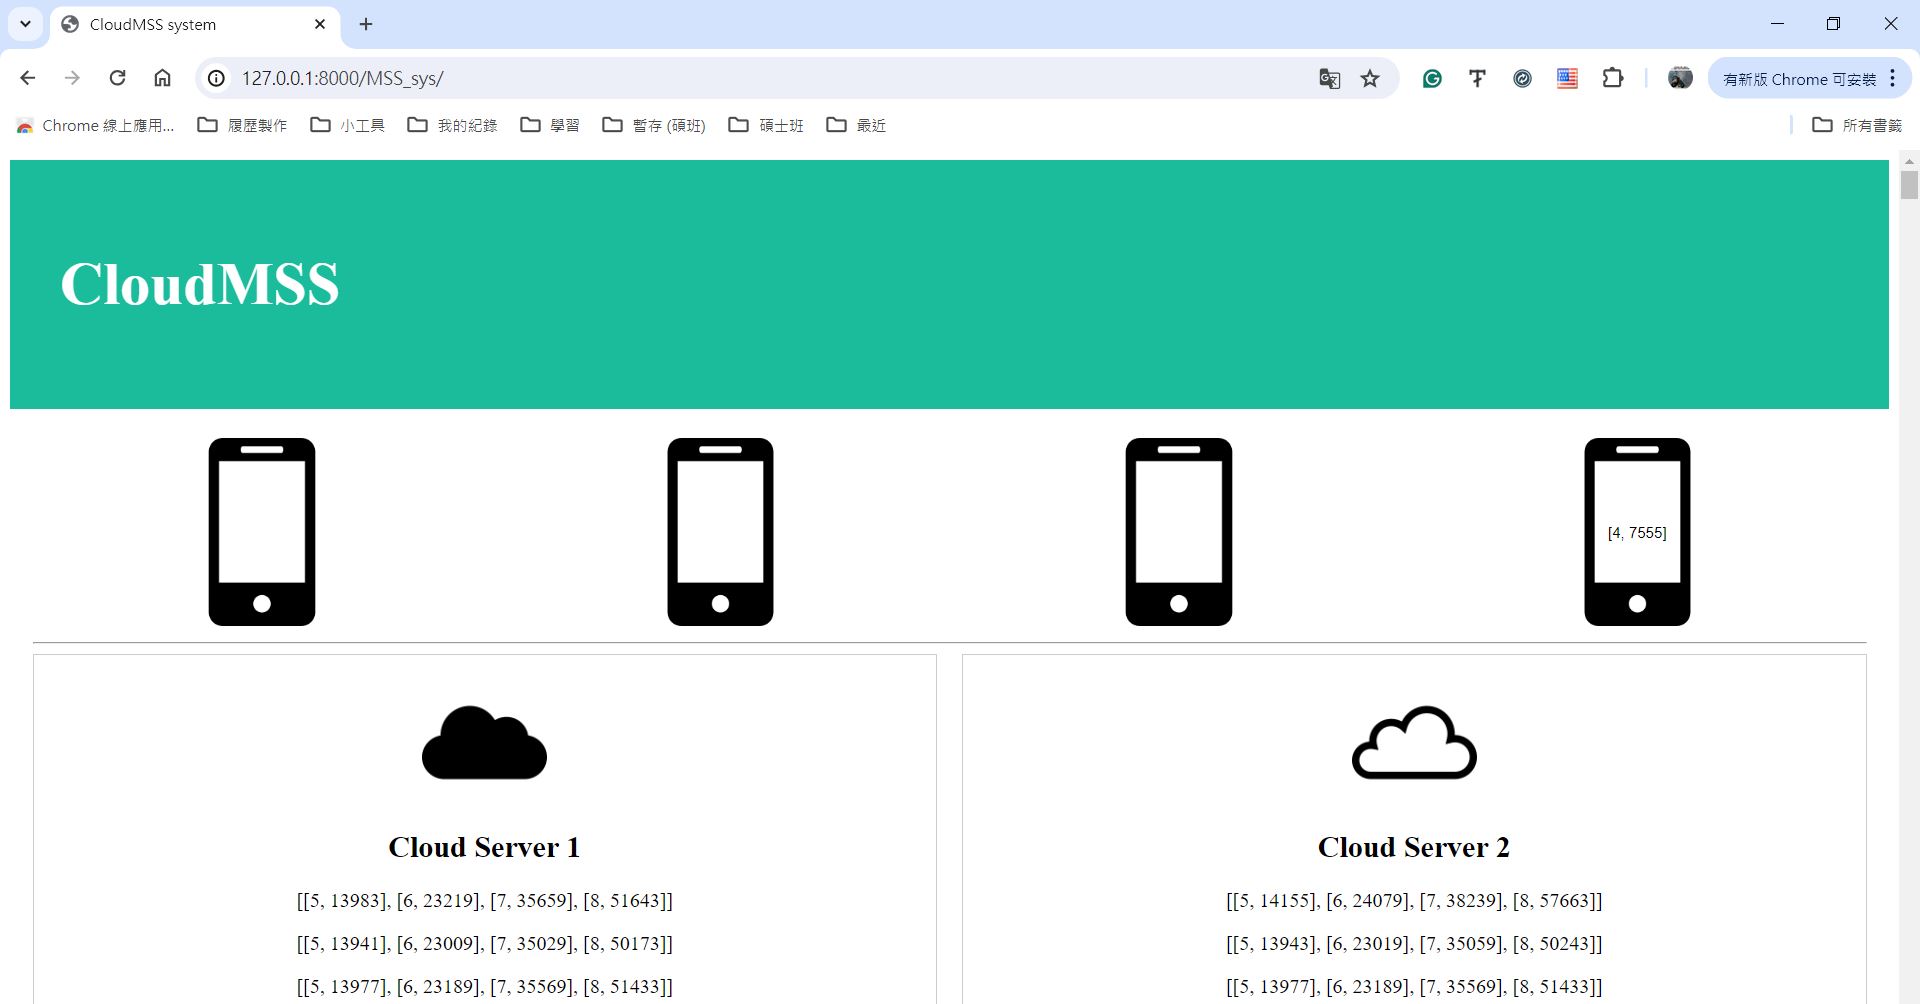 CloudMSS system
127.0.0.1:8000/MSS_sys/
有新版 Chrome 可安裝
Chrome 線上應用... 履歷製作 小工具 我的紀錄 學習 暫存 (碩班) 碩士班 最近 所有書籤
CloudMSS
[4, 7555]
Cloud Server 1
[[5, 13983], [6, 23219], [7, 35659], [8, 51643]]
[[5, 13941], [6, 23009], [7, 35029], [8, 50173]]
[[5, 13977], [6, 23189], [7, 35569], [8, 51433]]
Cloud Server 2
[[5, 14155], [6, 24079], [7, 38239], [8, 57663]]
[[5, 13943], [6, 23019], [7, 35059], [8, 50243]]
[[5, 13977], [6, 23189], [7, 35569], [8, 51433]]